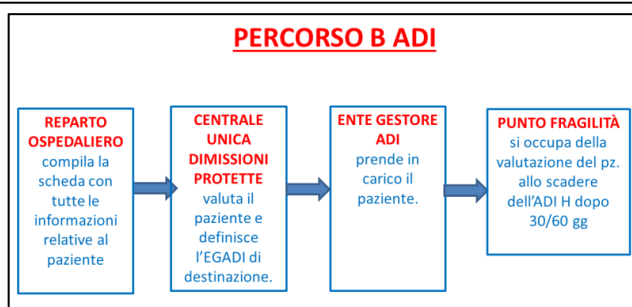 PERCORSO B ADI
REPARTO
OSPEDALIERO
compila la
scheda con
tutte le
informazioni
relative al
paziente
CENTRALE
UNICA
DIMISSIONI
PROTETTE
valuta il
paziente e
definisce
l'EGADI di
destinazione.
ENTE GESTORE
ADI
prende in
carico il
paziente.
PUNTO FRAGILITÀ
si occupa della
valutazione del pz.
allo scadere
dell'ADI H dopo
30/60 gg